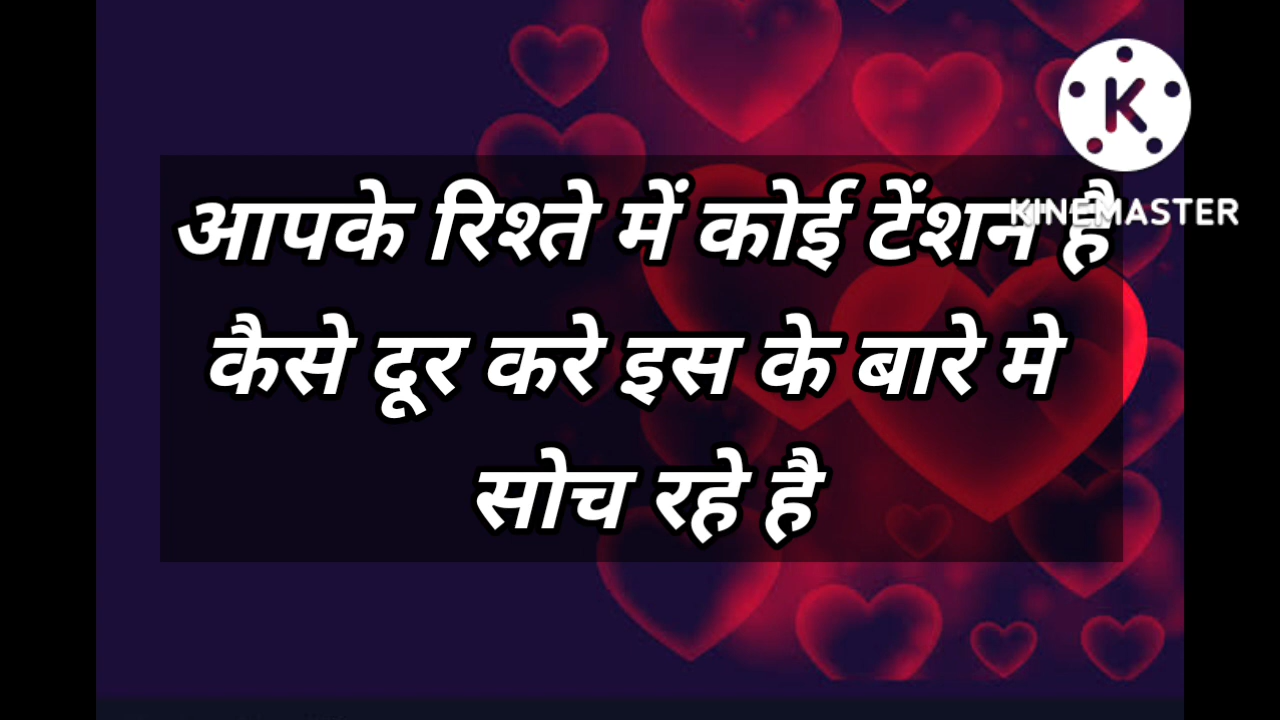 आपके रिश्ते में कोई टेंशन है
कैसे दूर करे इस के बारे मे
सोच रहे है
K
KINEMASTER